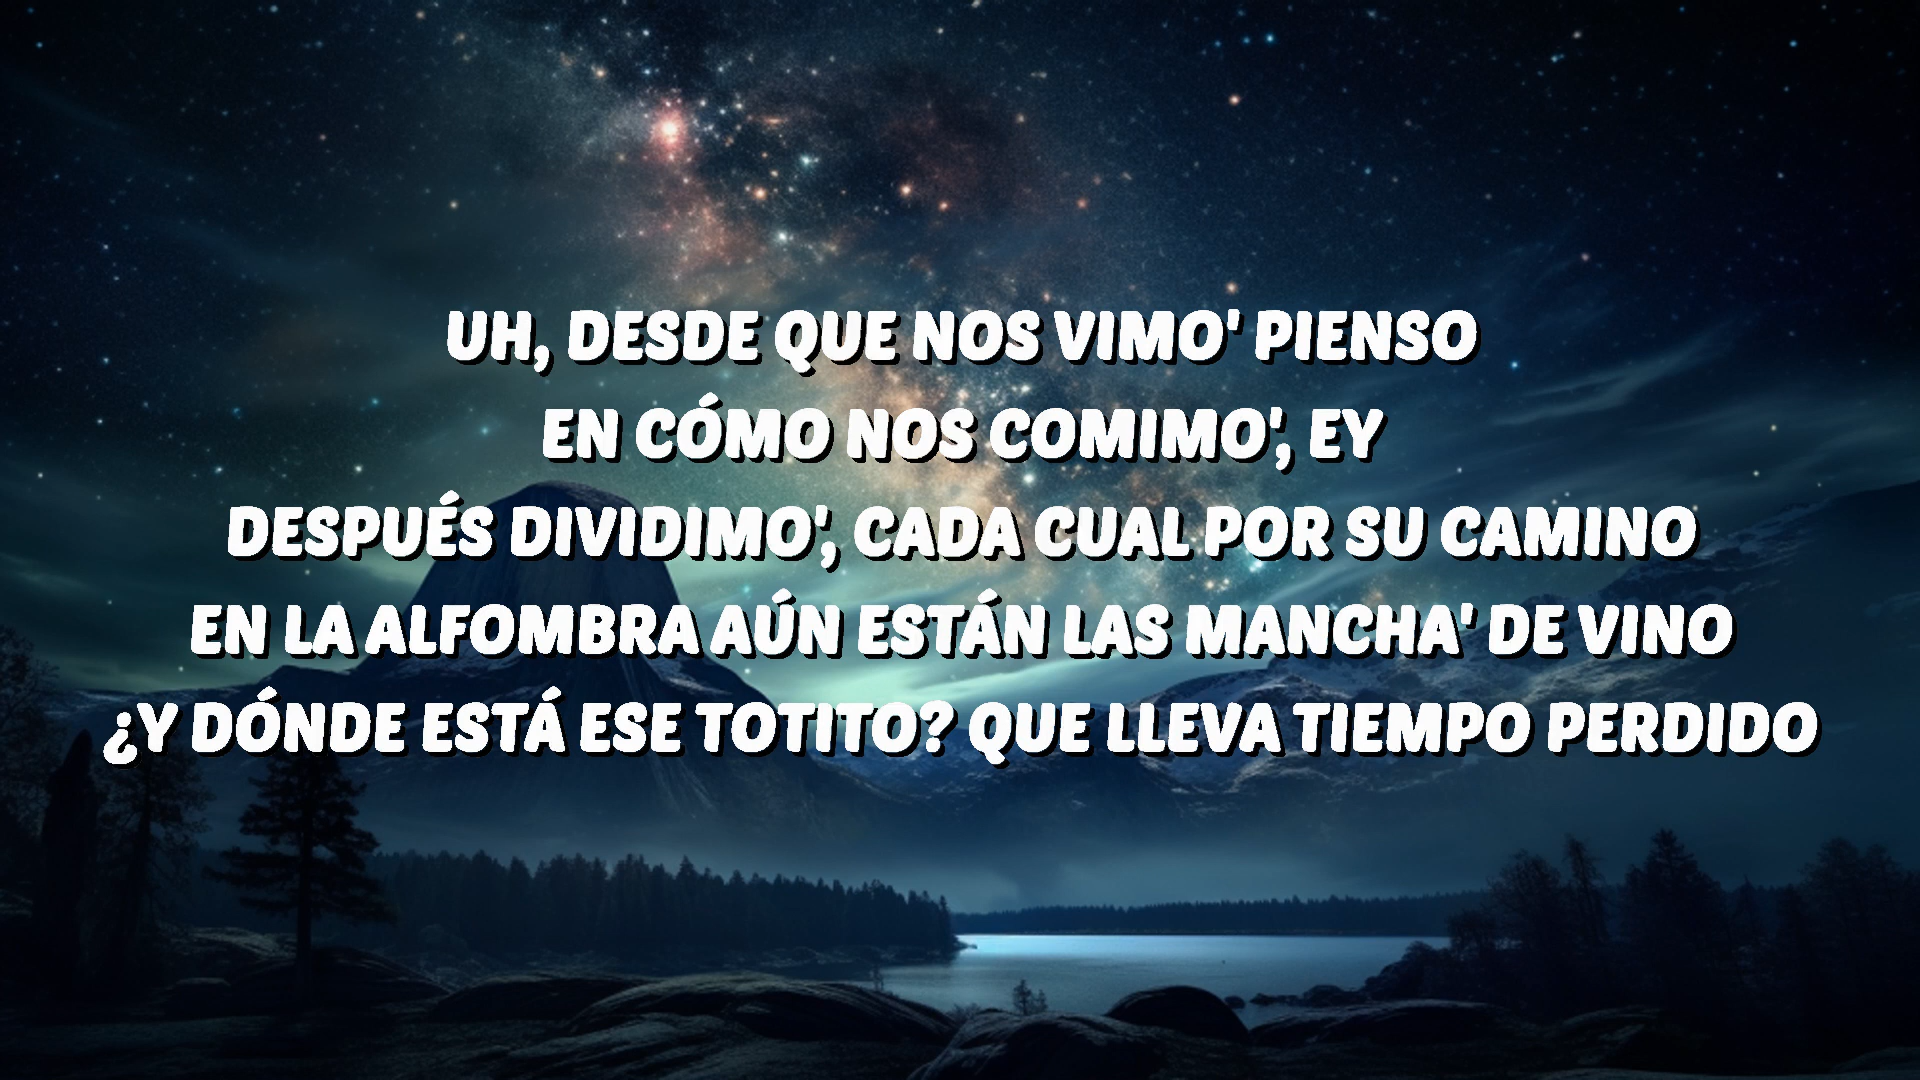 UH, DESDE QUE NOS VIMO' PIENSO
EN CÓMO NOS COMIMO', EY
DESPUÉS DIVIDIMO', CADA CUAL POR SU CAMINO
EN LA ALFOMBRA AÚN ESTÁN LAS MANCHA' DE VINO
¿Y DÓNDE ESTÁ ESE TOTITO? QUE LLEVA TIEMPO PERDIDO